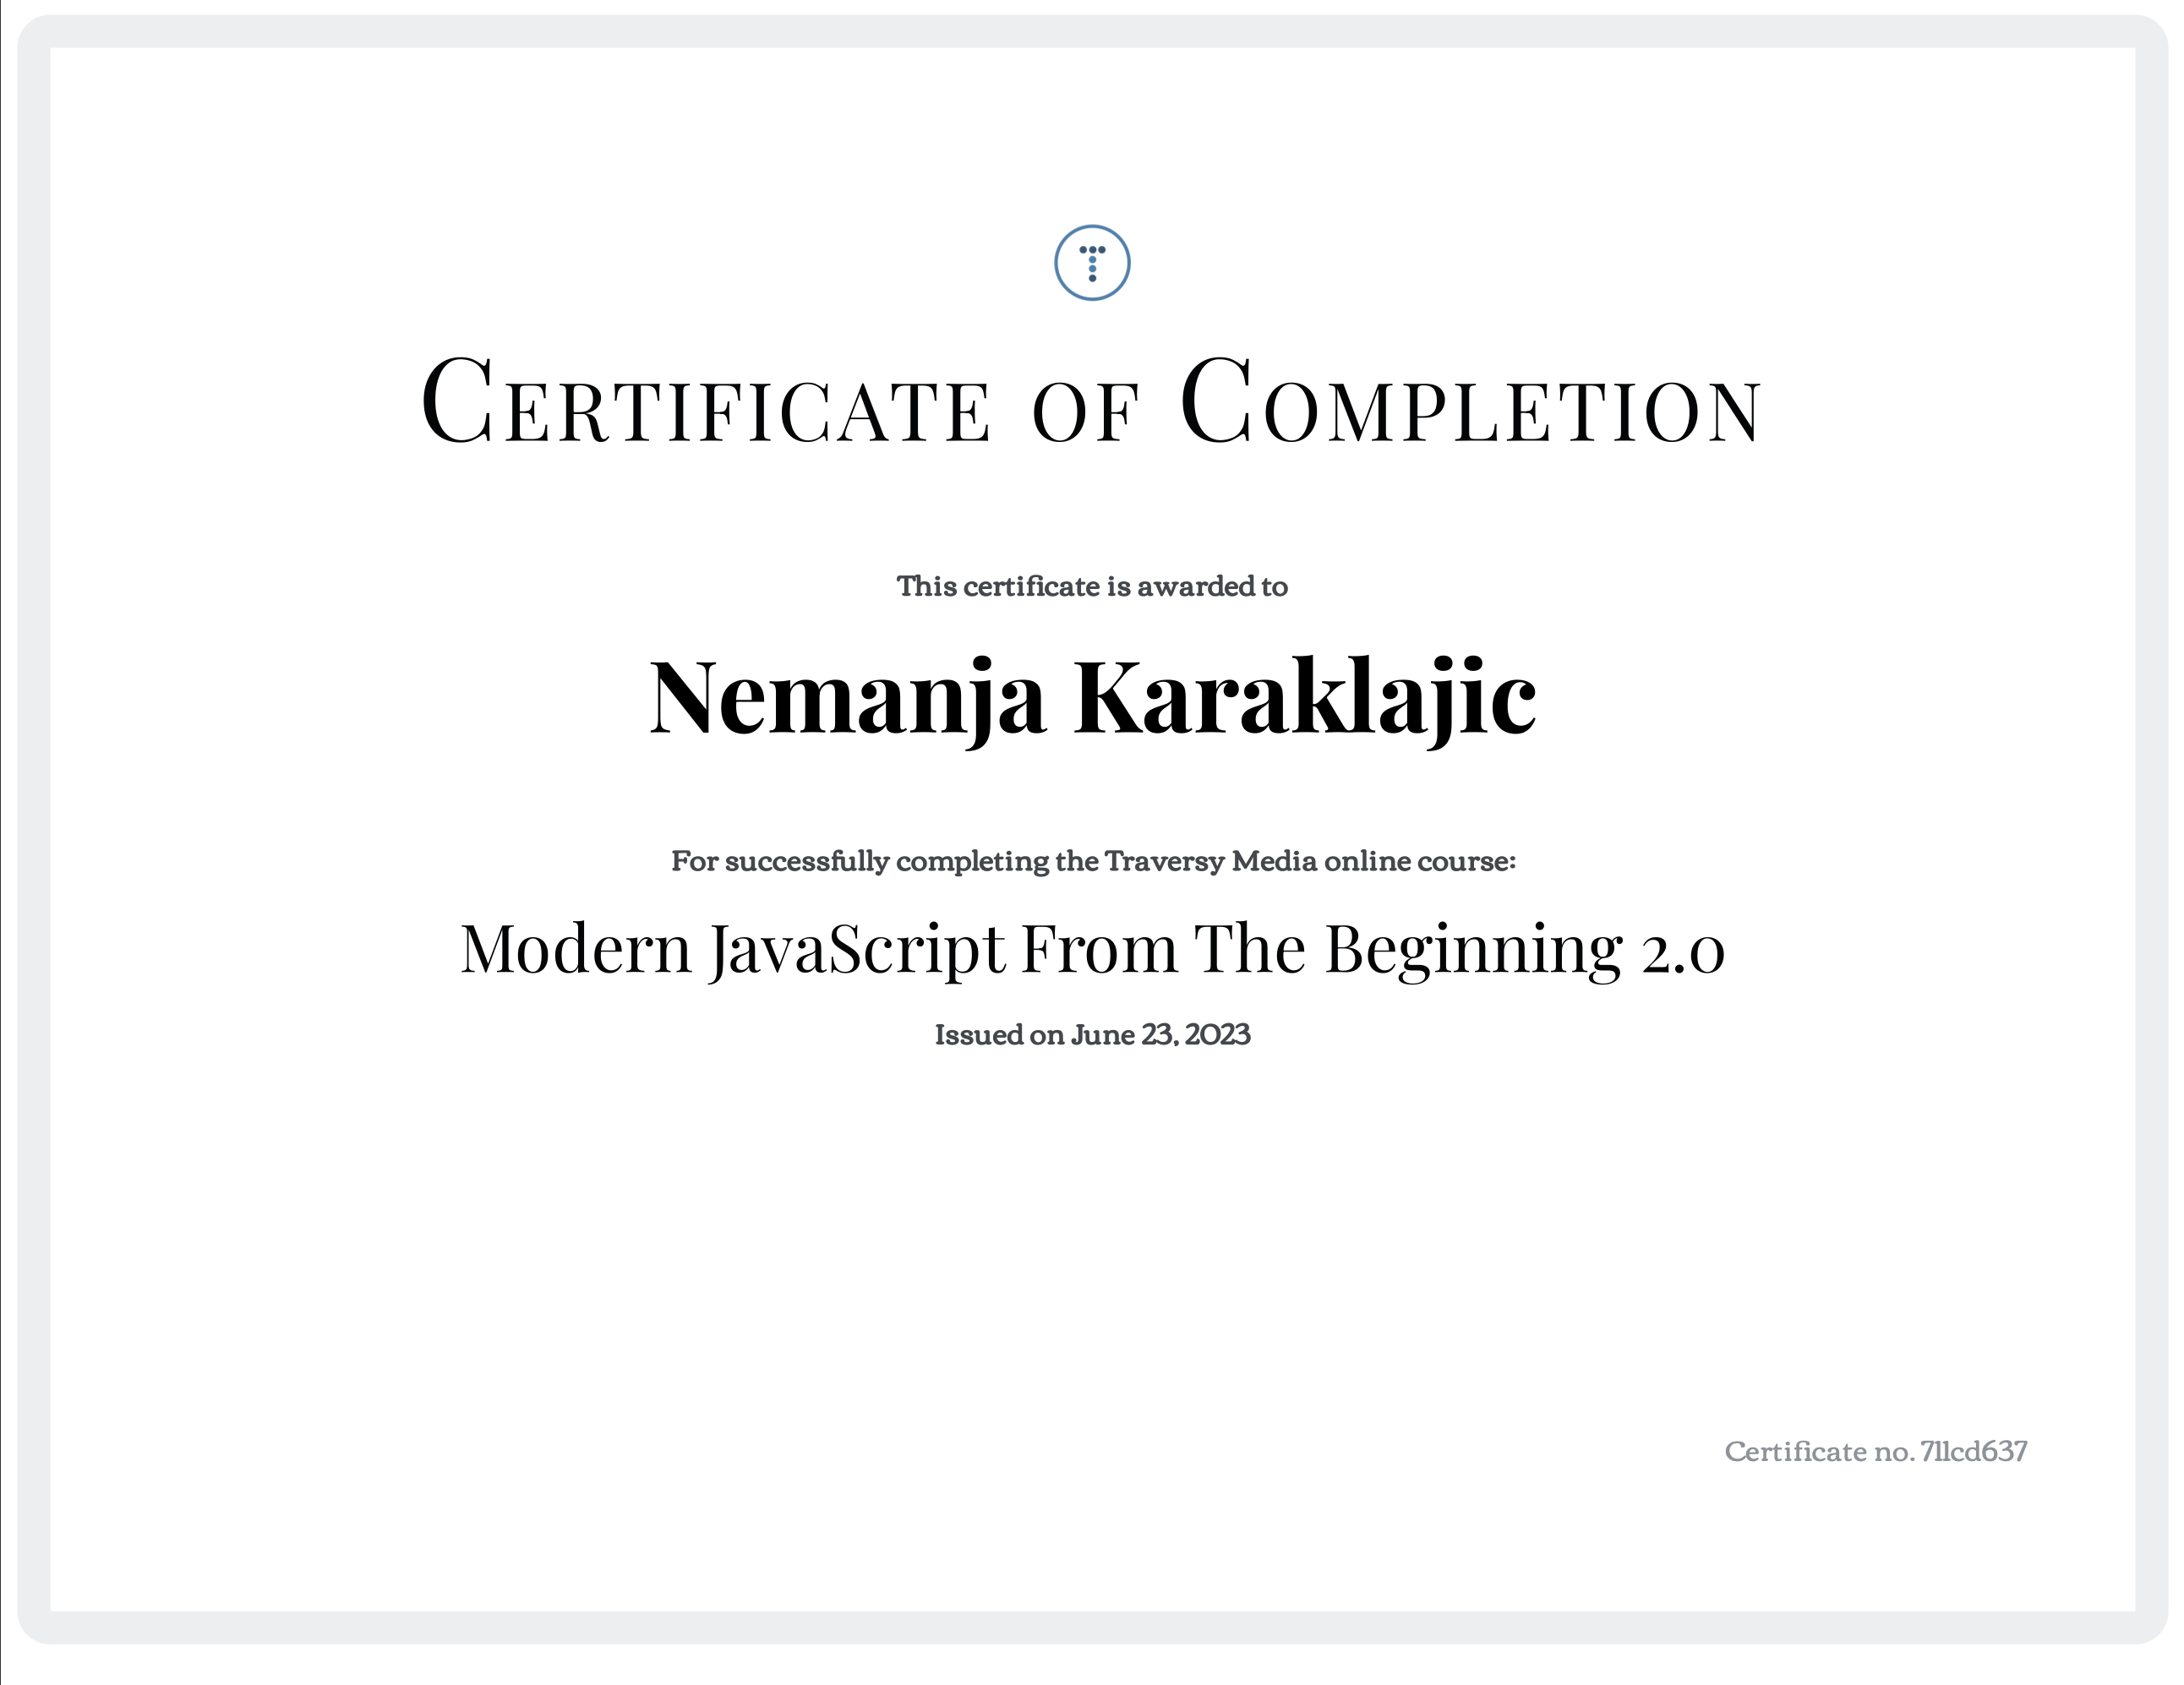 Certificate of Completion
This certificate is awarded to
Nemanja Karaklajic
For successfully completing the Traversy Media online course:
Modern JavaScript From The Beginning 2.0
Issued on June 23, 2023
Certificate no. 7llcd637